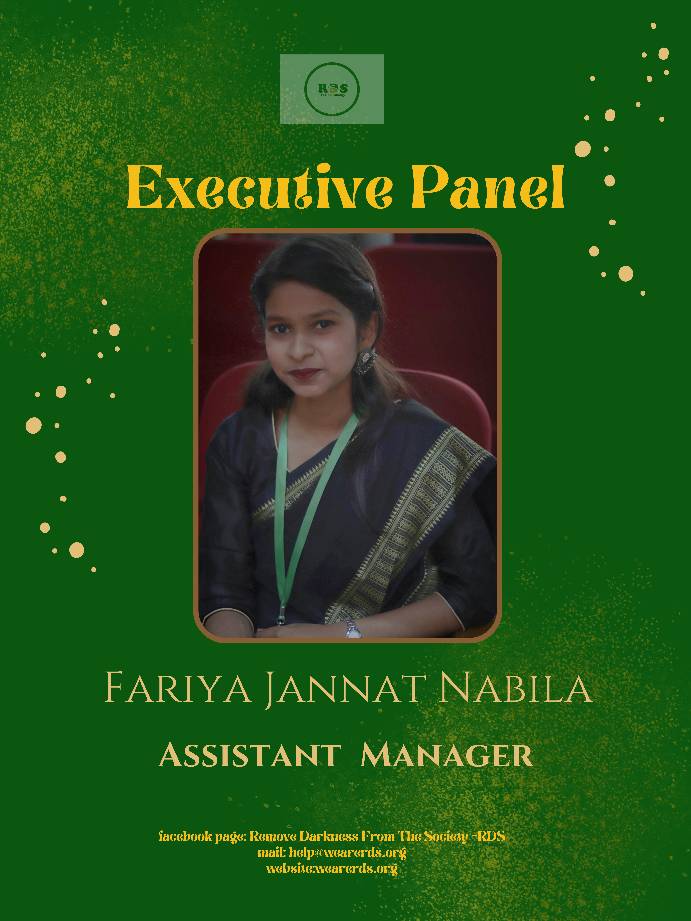 RDS
Executive Panel
Fariya Jannat Nabila
Assistant Manager
facebook page: Remove Darkness From The Society -RDS
mail: help@wearerds.org
website:wearerds.org